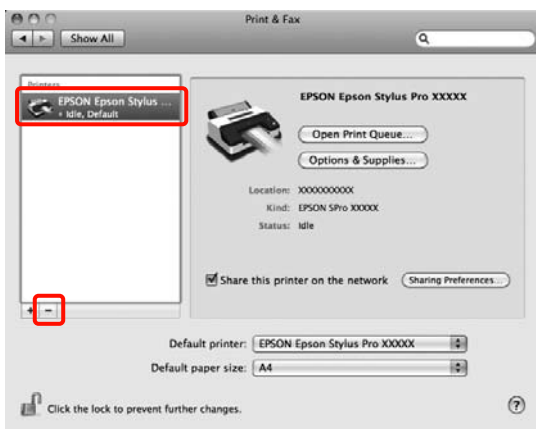 Print & Fax
Show All
Printers
EPSON Epson Stylus ...
• Idle, Default
EPSON Epson Stylus Pro XXXXX
Open Print Queue...
Options & Supplies...
Location: XXXXXXXXXX
Kind: EPSON SPro XXXXX
Status: Idle
Share this printer on the network
Sharing Preferences...
+ −
Default printer: EPSON Epson Stylus Pro XXXXX
Default paper size: A4
Click the lock to prevent further changes.
?